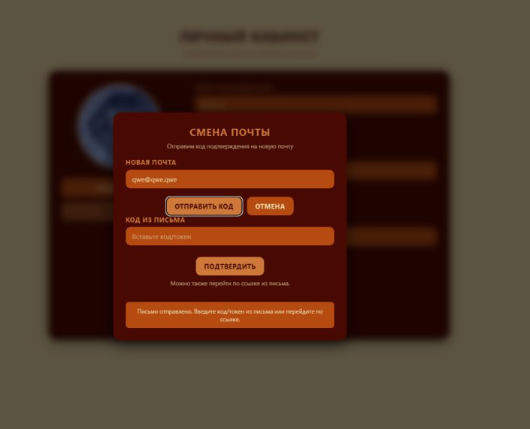 ЛИЧНЫЙ КАБИНЕТ
СМЕНА ПОЧТЫ
Отправим код подтверждения на новую почту
НОВАЯ ПОЧТА
qwe@qwe.qwe
ОТПРАВИТЬ КОД
ОТМЕНА
КОД ИЗ ПИСЬМА
Вставьте код/токен
ПОДТВЕРДИТЬ
Можно также перейти по ссылке из письма.
Письмо отправлено. Введите код/токен из письма или перейдите по
ссылке.